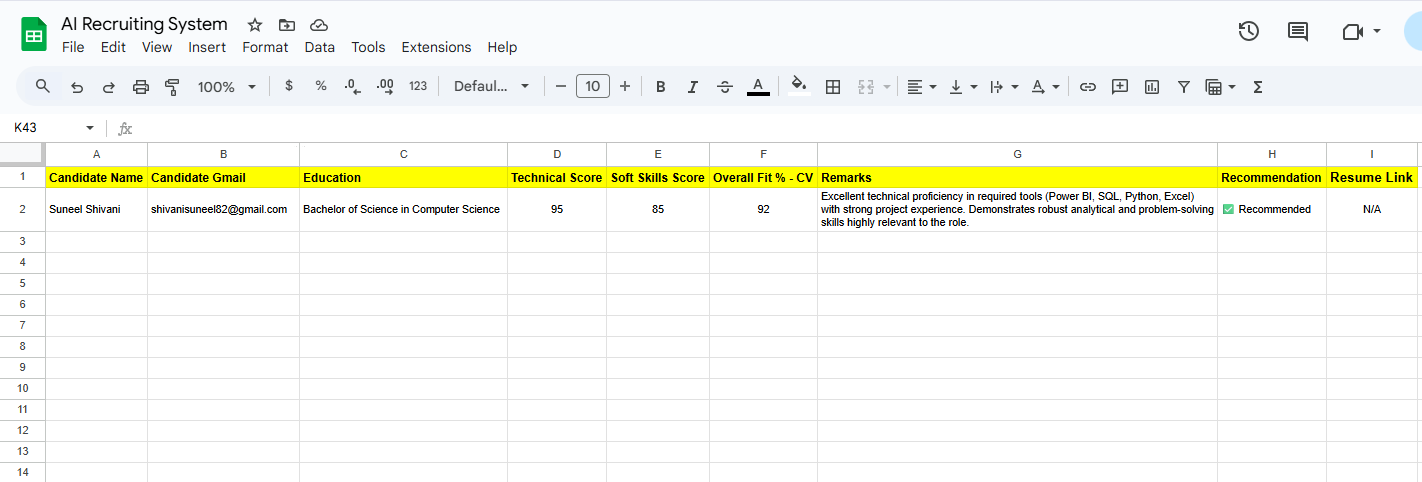 AI Recruiting System
File Edit View Insert Format Data Tools Extensions Help
100% $ % .0 .00 123 Defaul... 10 B I S A A Σ
K43 fx
A B C D E F G H I
1 Candidate Name Candidate Gmail Education Technical Score Soft Skills Score Overall Fit % - CV Remarks Recommendation Resume Link
2 Suneel Shivani shivanisuneel82@gmail.com Bachelor of Science in Computer Science 95 85 92 Excellent technical proficiency in required tools (Power BI, SQL, Python, Excel)
with strong project experience. Demonstrates robust analytical and problem-solving
skills highly relevant to the role.
✅ Recommended N/A
3
4
5
6
7
8
9
10
11
12
13
14